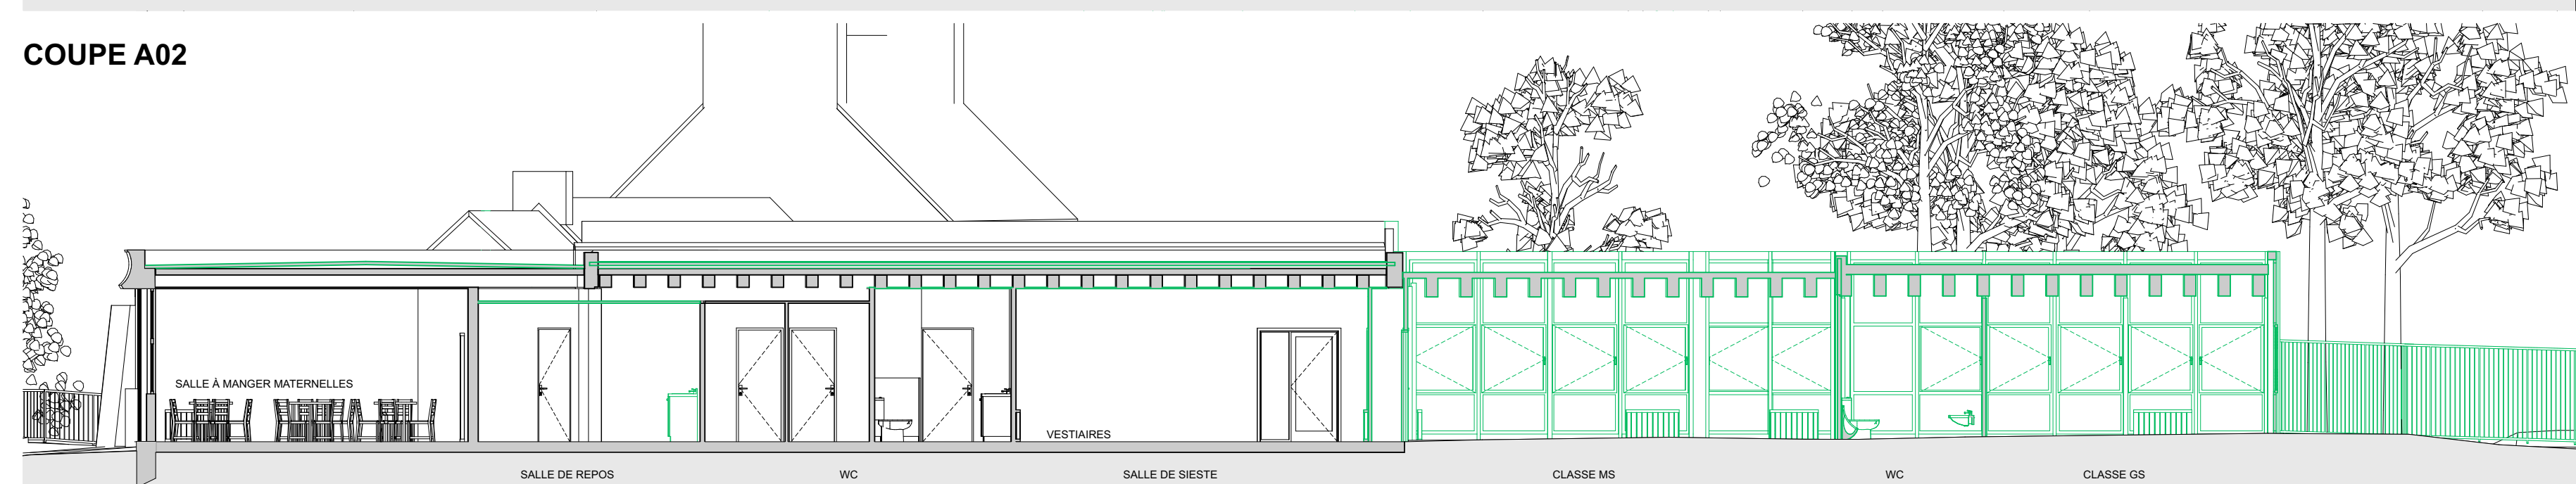 COUPE A02
SALLE À MANGER MATERNELLES
VESTIAIRES
SALLE DE REPOS
WC
SALLE DE SIESTE
CLASSE MS
WC
CLASSE GS